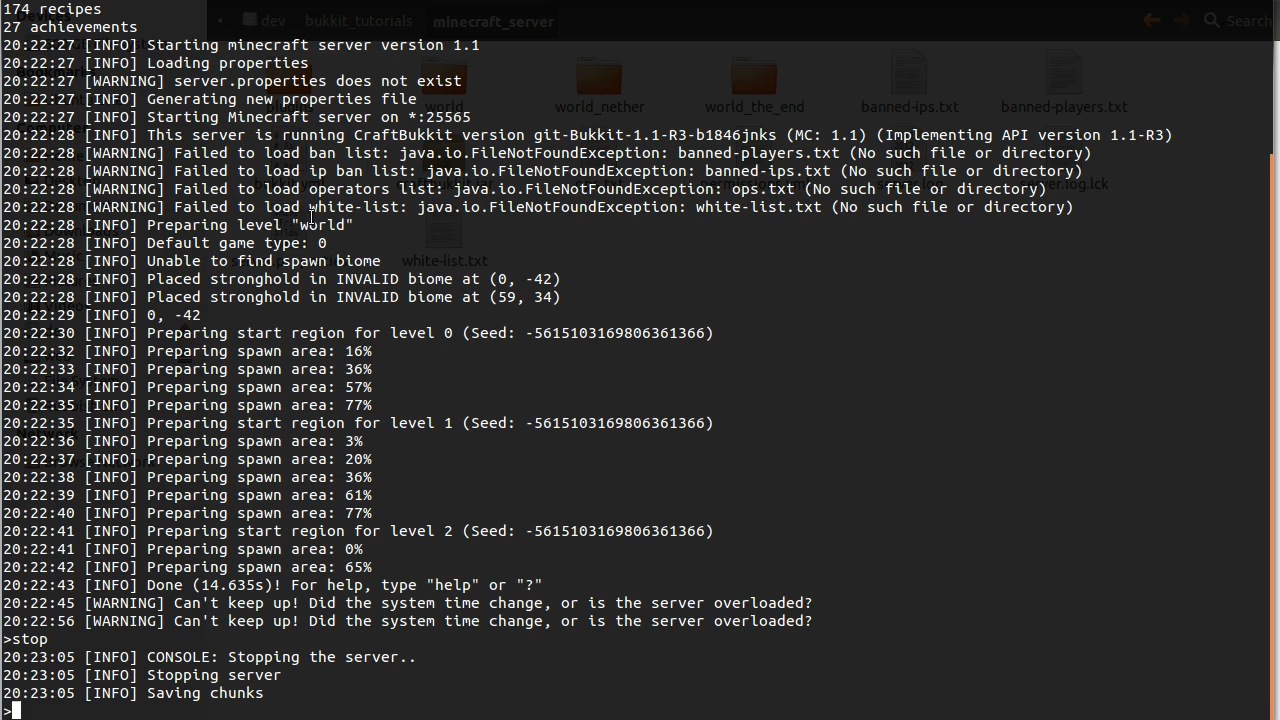 dev bukkit_tutorials minecraft_server Search
174 recipes
27 achievements
20:22:27 [INFO] Starting minecraft server version 1.1
20:22:27 [INFO] Loading properties
20:22:27 [WARNING] server.properties does not exist
20:22:27 [INFO] Generating new properties file
world world_nether world_the_end banned-ips.txt banned-players.txt
20:22:27 [INFO] Starting Minecraft server on *:25565
20:22:27 [INFO] This server is running CraftBukkit version git-Bukkit-1.1-R3-b1846jnks (MC: 1.1) (Implementing API version 1.1-R3)
20:22:28 [WARNING] Failed to load ban list: java.io.FileNotFoundException: banned-players.txt (No such file or directory)
20:22:28 [WARNING] Failed to load ban list: java.io.FileNotFoundException: banned-ips.txt (No such file or directory)
server.log.lck
20:22:28 [WARNING] Failed to load operators list: java.io.FileNotFoundException: ops.txt (No such file or directory)
20:22:28 [WARNING] Failed to load white-list: java.io.FileNotFoundException: white-list.txt (No such file or directory)
20:22:28 [INFO] Preparing level "world"
20:22:28 [INFO] Default game type: 0
20:22:28 [INFO] Unable to find spawn biome
white-list.txt
20:22:28 [INFO] Placed stronghold in INVALID biome at (0, -42)
20:22:28 [INFO] Placed stronghold in INVALID biome at (59, 34)
20:22:29 [INFO] 0, -42
20:22:30 [INFO] Preparing start region for level 0 (Seed: -5615103169806361366)
20:22:32 [INFO] Preparing spawn area: 16%
20:22:33 [INFO] Preparing spawn area: 36%
20:22:34 [INFO] Preparing spawn area: 57%
20:22:35 [INFO] Preparing spawn area: 77%
20:22:35 [INFO] Preparing start region for level 1 (Seed: -5615103169806361366)
20:22:36 [INFO] Preparing spawn area: 3%
20:22:37 [INFO] Preparing spawn area: 20%
20:22:38 [INFO] Preparing spawn area: 36%
20:22:39 [INFO] Preparing spawn area: 61%
20:22:40 [INFO] Preparing spawn area: 77%
20:22:41 [INFO] Preparing start region for level 2 (Seed: -5615103169806361366)
20:22:41 [INFO] Preparing spawn area: 0%
20:22:42 [INFO] Preparing spawn area: 65%
20:22:43 [INFO] Done (14.635s)! For help, type "help" or "?"
20:22:45 [WARNING] Can't keep up! Did the system time change, or is the server overloaded?
20:22:56 [WARNING] Can't keep up! Did the system time change, or is the server overloaded?
>stop
20:23:05 [INFO] CONSOLE: Stopping the server..
20:23:05 [INFO] Stopping server
20:23:05 [INFO] Saving chunks
>